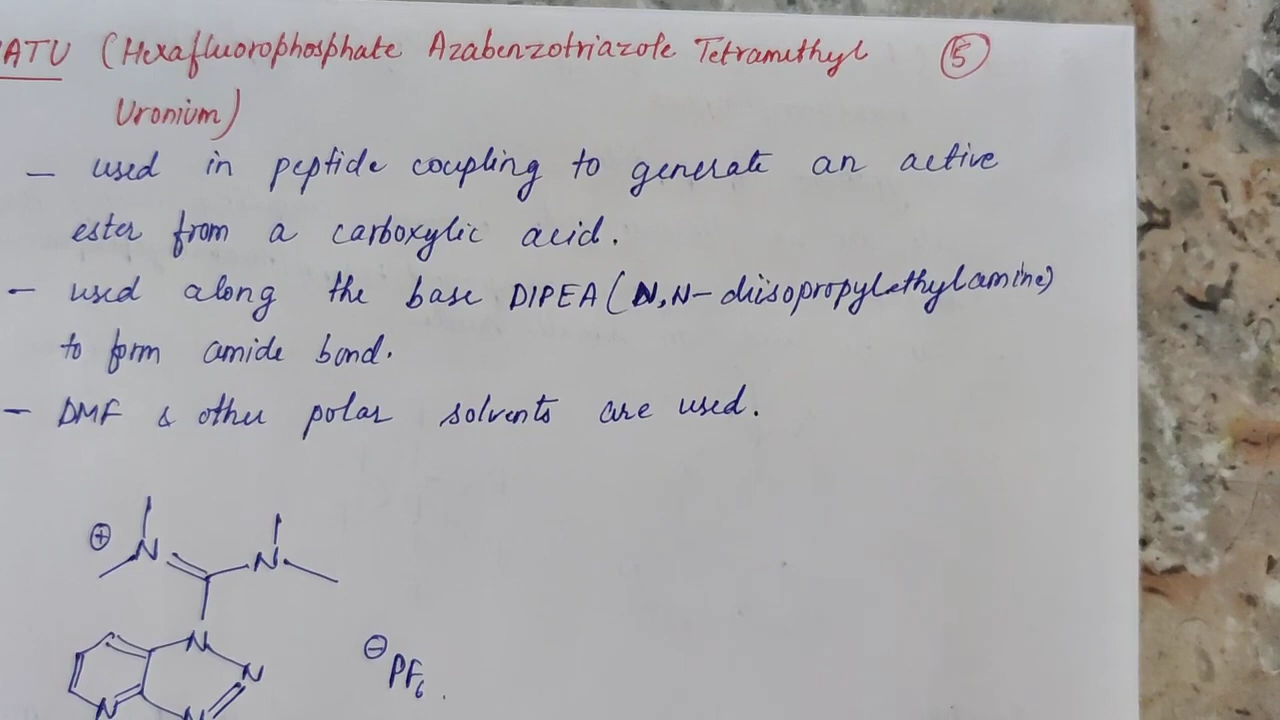 ATU (Hexafluorophosphate Azabenzotriazole Tetramethyl ⑤
Uronium)
— used in peptide coupling to generate an active
ester from a carboxylic acid.
— used along the base DIPEA (N,N- diisopropylethylamine)
to form amide bond.
— DMF & other polar solvents are used.
⊕ N N
N
N
⊖ PF₆.
N N